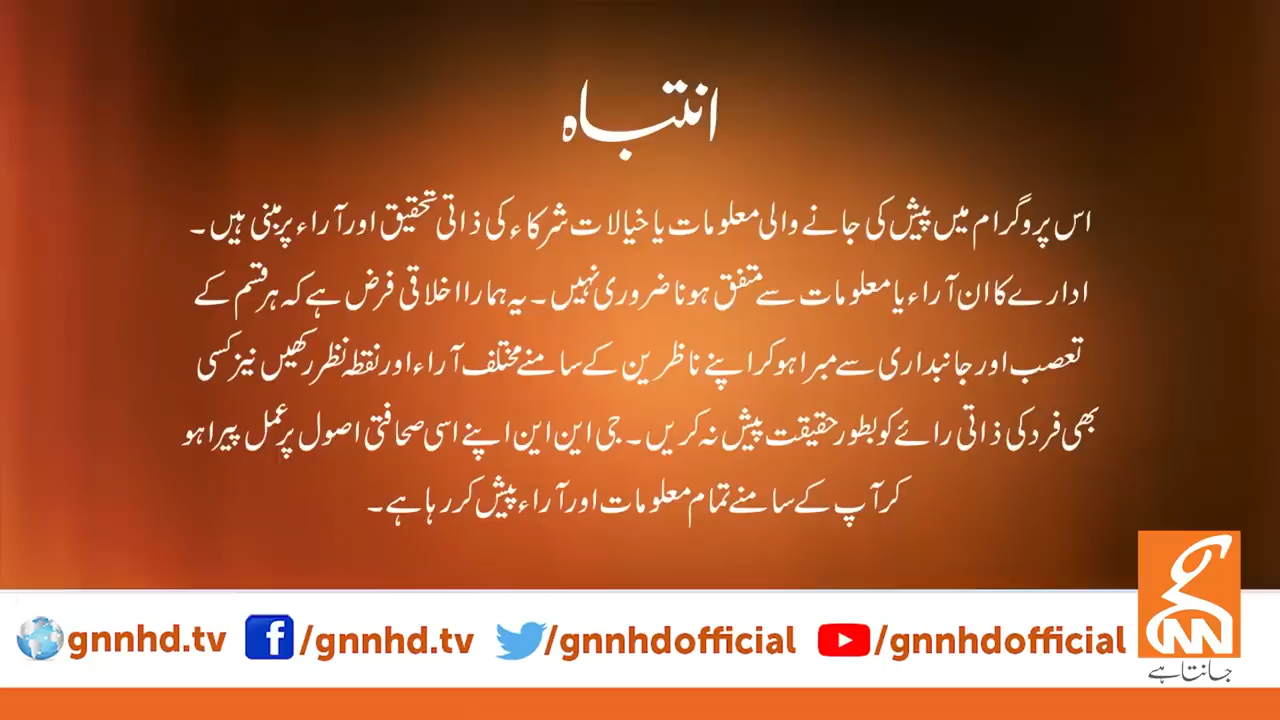 انتباہ
اس پروگرام میں پیش کی جانے والی معلومات یا خیالات شرکاء کی ذاتی تحقیق اور آراء پر مبنی ہیں۔
ادارے کا ان آراء یا معلومات سے متفق ہونا ضروری نہیں۔ یہ ہمارا اخلاقی فرض ہے کہ ہر قسم کے
تعصب اور جانبداری سے مبرا ہو کر اپنے ناظرین کے سامنے مختلف آراء اور نقطہ نظر رکھیں نیز کسی
بھی فرد کی ذاتی رائے کو بطور حقیقت پیش نہ کریں۔ جی این این اپنے اسی صحافتی اصول پر عمل پیرا ہو
کر آپ کے سامنے تمام معلومات اور آراء پیش کر رہا ہے۔
gnnhd.tv /gnnhd.tv /gnnhdofficial /gnnhdofficial
GNN
جانتا ہے